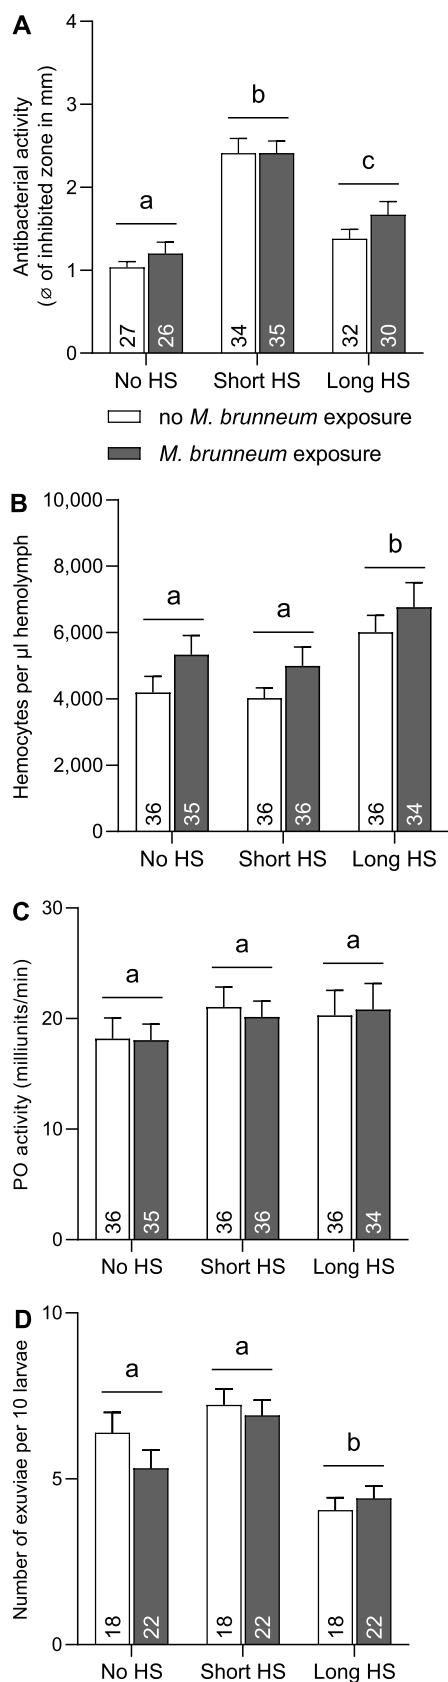 A
Antibacterial activity
(ø of inhibited zone in mm)
4
3
2
1
0
a
b
c
27
26
34
35
32
30
No HS
Short HS
Long HS
no M. brunneum exposure
M. brunneum exposure
B
Hemocytes per µl hemolymph
10,000
8,000
6,000
4,000
2,000
0
a
a
b
36
35
36
36
36
34
No HS
Short HS
Long HS
C
PO activity (milliunits/min)
30
20
10
0
a
a
a
36
35
36
36
36
34
No HS
Short HS
Long HS
D
Number of exuviae per 10 larvae
10
5
0
a
a
b
18
22
18
22
18
22
No HS
Short HS
Long HS